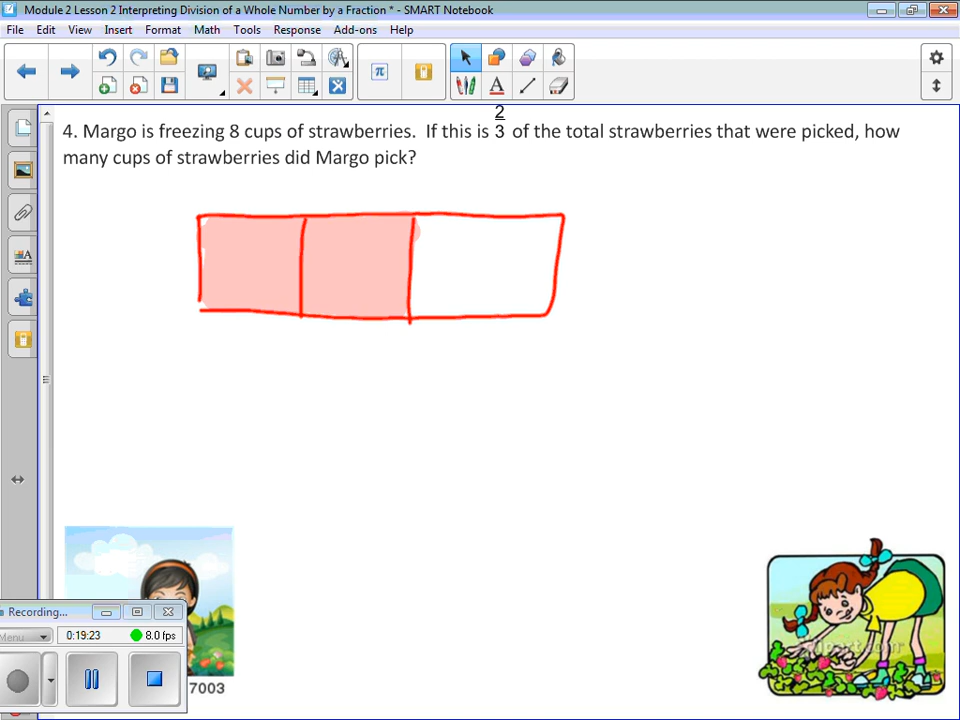 Module 2 Lesson 2 Interpreting Division of a Whole Number by a Fraction * - SMART Notebook
File Edit View Insert Format Math Tools Response Add-ons Help
2
4. Margo is freezing 8 cups of strawberries. If this is 3 of the total strawberries that were picked, how
many cups of strawberries did Margo pick?
Recording...
Menu 0:19:23 8.0 fps
7003